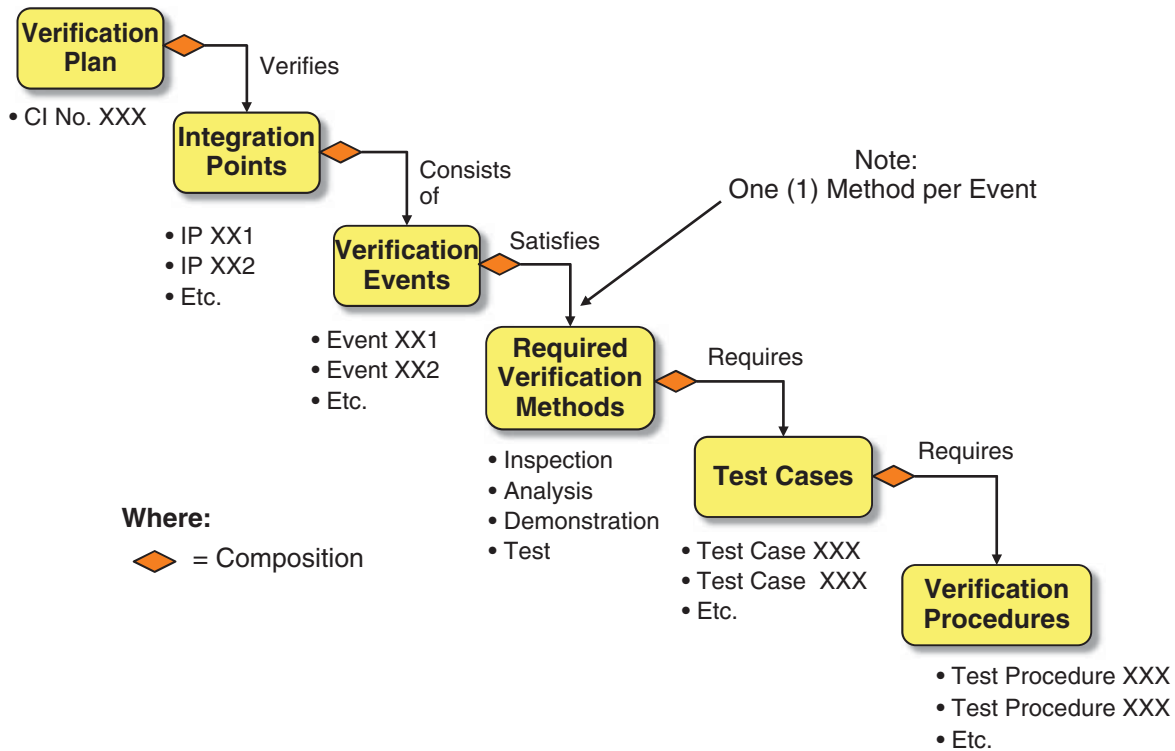 Verification
Plan
Verifies
• CI No. XXX
Integration
Points
Consists
of
Note:
One (1) Method per Event
• IP XX1
• IP XX2
• Etc.
Verification
Events
Satisfies
• Event XX1
• Event XX2
• Etc.
Required
Verification
Methods
Requires
• Inspection
• Analysis
• Demonstration
• Test
Test Cases
Requires
Where:
= Composition
• Test Case XXX
• Test Case XXX
• Etc.
Verification
Procedures
• Test Procedure XXX
• Test Procedure XXX
• Etc.